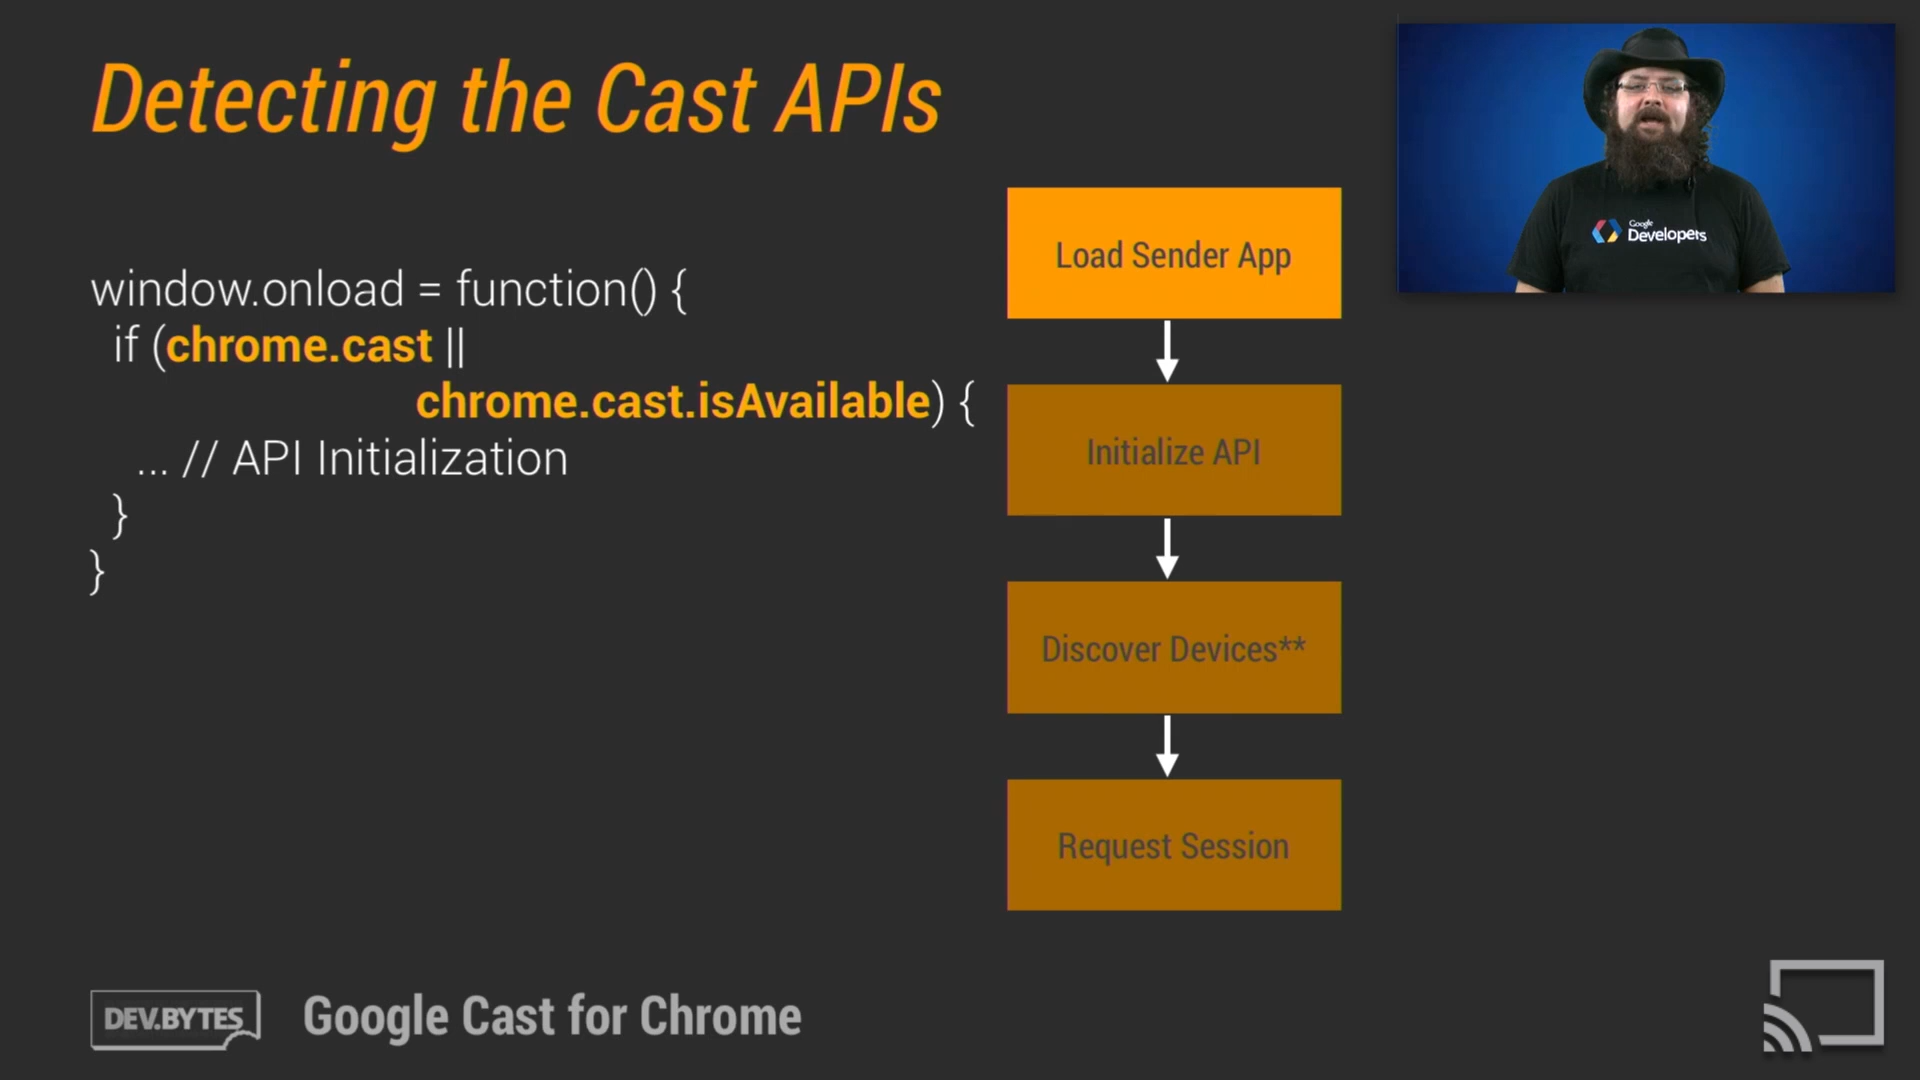 Detecting the Cast APIs
window.onload = function() {
if (chrome.cast ||
chrome.cast.isAvailable) {
... // API Initialization
}
}
Load Sender App
Initialize API
Discover Devices**
Request Session
Google
Developers
DEV.BYTES
Google Cast for Chrome